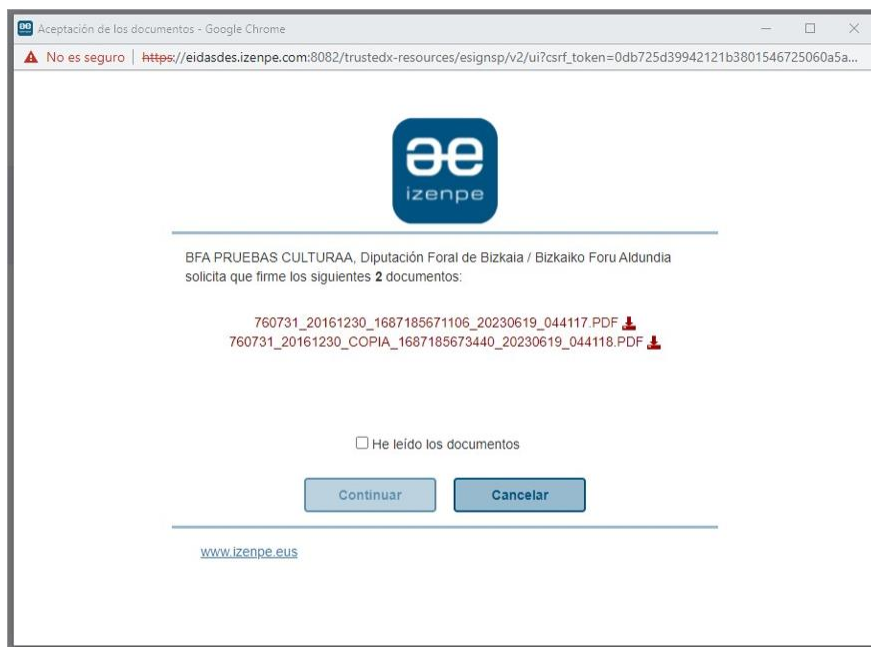 Aceptación de los documentos - Google Chrome
No es seguro | https://eidasdes.izenpe.com:8082/trustedx-resources/esignsp/v2/ui?csrf_token=0db725d39942121b3801546725060a5a...
izenpe
BFA PRUEBAS CULTURAA, Diputación Foral de Bizkaia / Bizkaiko Foru Aldundia
solicita que firme los siguientes 2 documentos:
760731_20161230_1687185671106_20230619_044117.PDF
760731_20161230_COPIA_1687185673440_20230619_044118.PDF
He leído los documentos
Continuar Cancelar
www.izenpe.eus